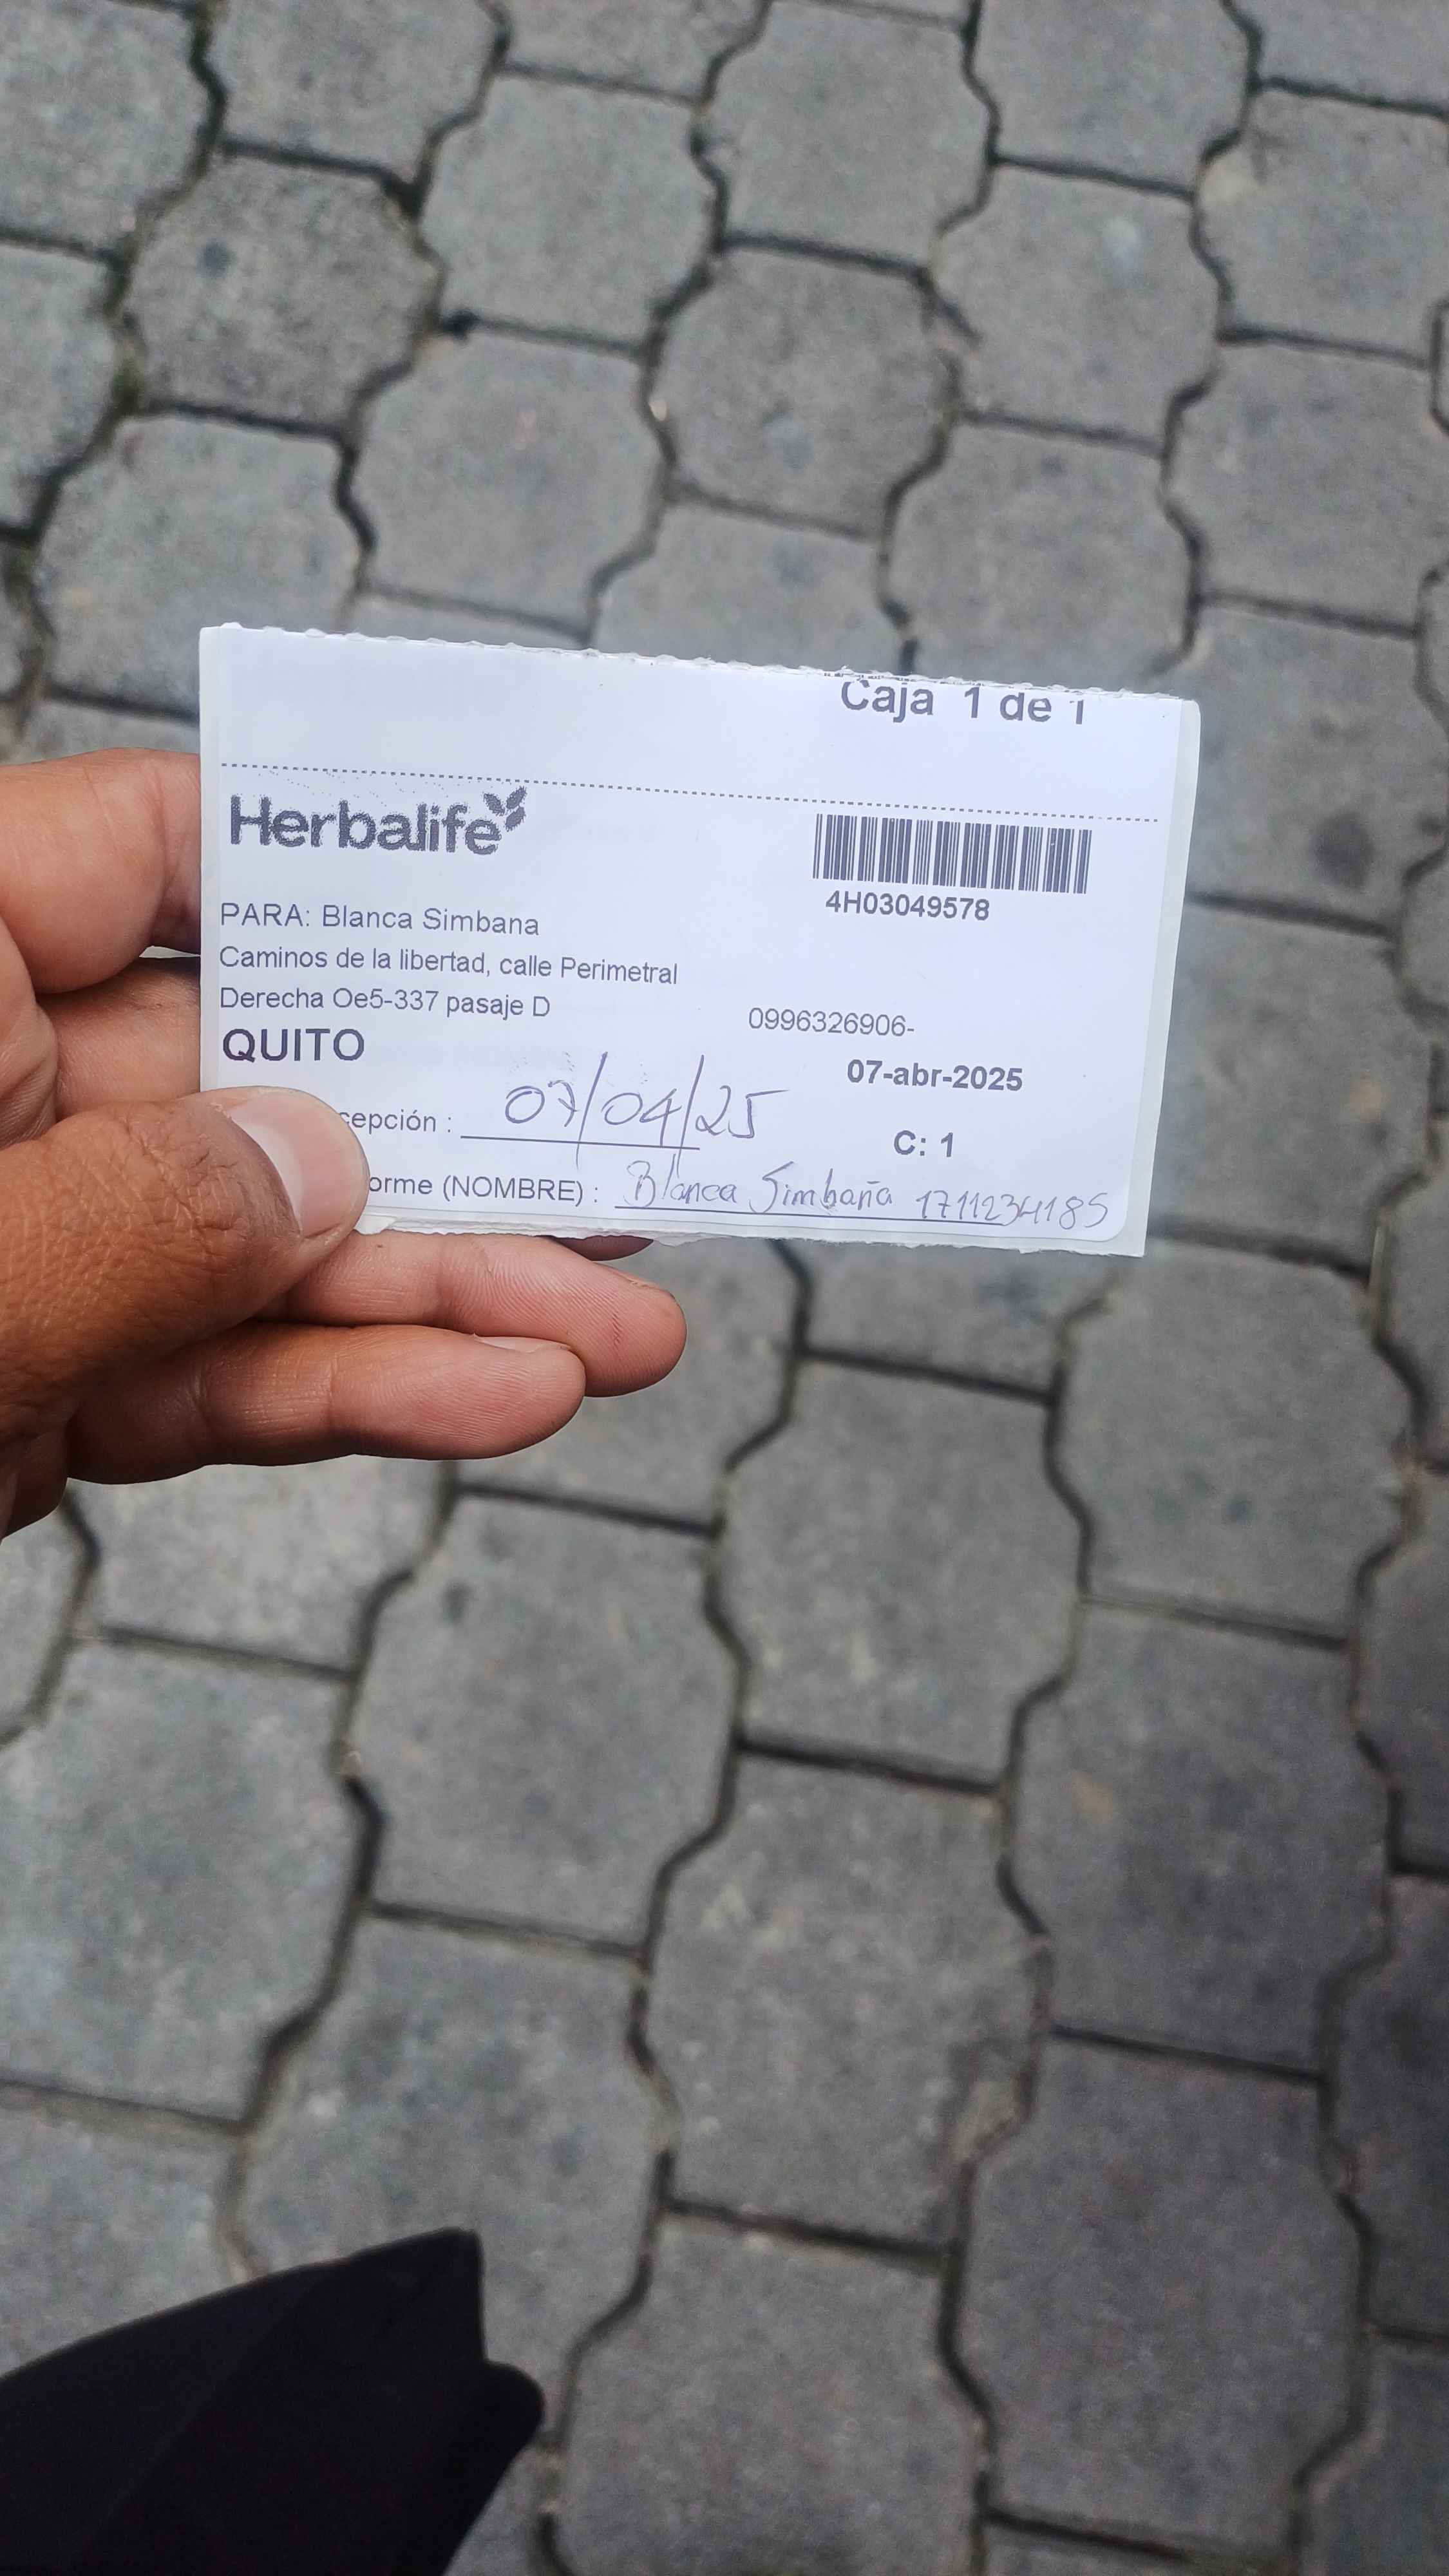 Caja 1 de 1
Herbalife
4H03049578
PARA: Blanca Simbana
Caminos de la libertad, calle Perimetral
Derecha Oe5-337 pasaje D
0996326906-
QUITO
07-abr-2025
cepción : 07/04/25
C: 1
orme (NOMBRE) : Blanca Simbaña 1711234185